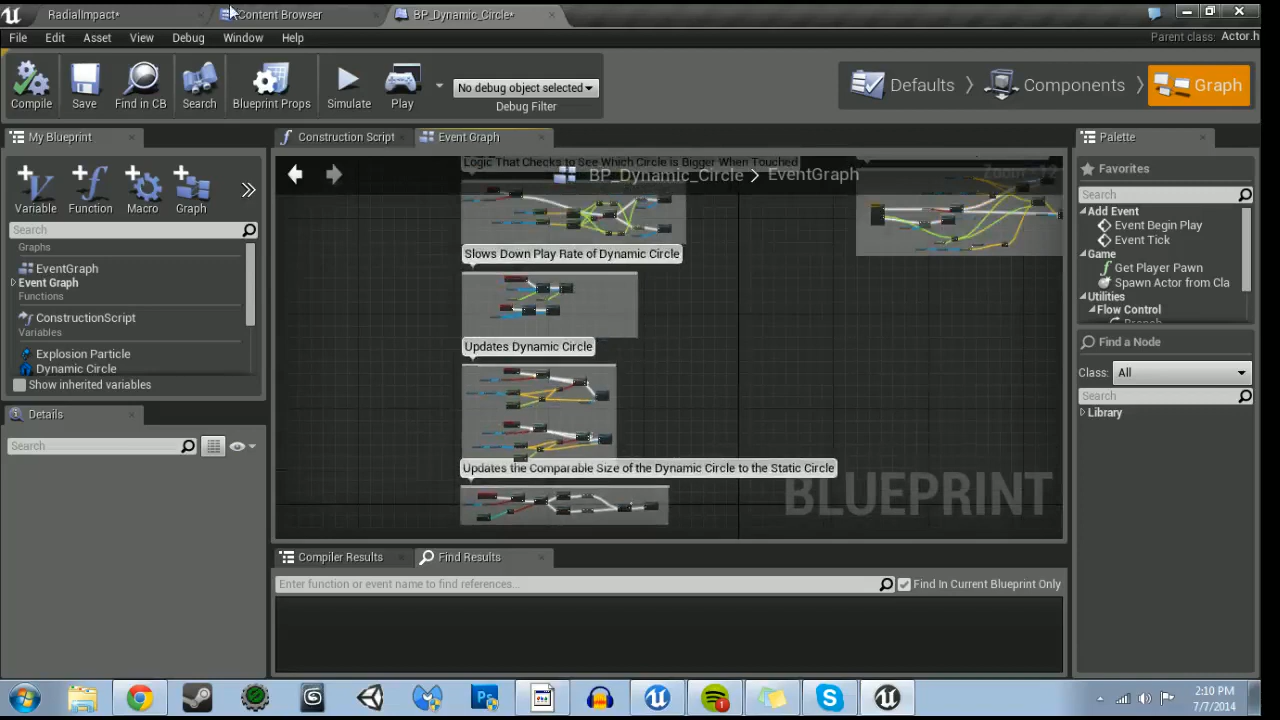 RadialImpact*
Content Browser
BP_Dynamic_Circle*
File Edit Asset View Debug Window Help
Parent class: Actor.h
Compile
Save
Find in CB
Search
Blueprint Props
Simulate
Play
No debug object selected
Debug Filter
Defaults
Components
Graph
My Blueprint
Construction Script
Event Graph
Palette
Variable
Function
Macro
Graph
Search
Graphs
EventGraph
Event Graph
Functions
ConstructionScript
Variables
Explosion Particle
Dynamic Circle
Show inherited variables
Details
Search
Logic That Checks to See Which Circle is Bigger When Touched
BP_Dynamic_Circle > EventGraph
Zoom -12
Slows Down Play Rate of Dynamic Circle
Updates Dynamic Circle
Updates the Comparable Size of the Dynamic Circle to the Static Circle
BLUEPRINT
Compiler Results
Find Results
Enter function or event name to find references...
Find In Current Blueprint Only
Favorites
Search
Add Event
Event Begin Play
Event Tick
Game
Get Player Pawn
Spawn Actor from Cla
Utilities
Flow Control
Find a Node
Class: All
Search
Library
2:10 PM
7/7/2014